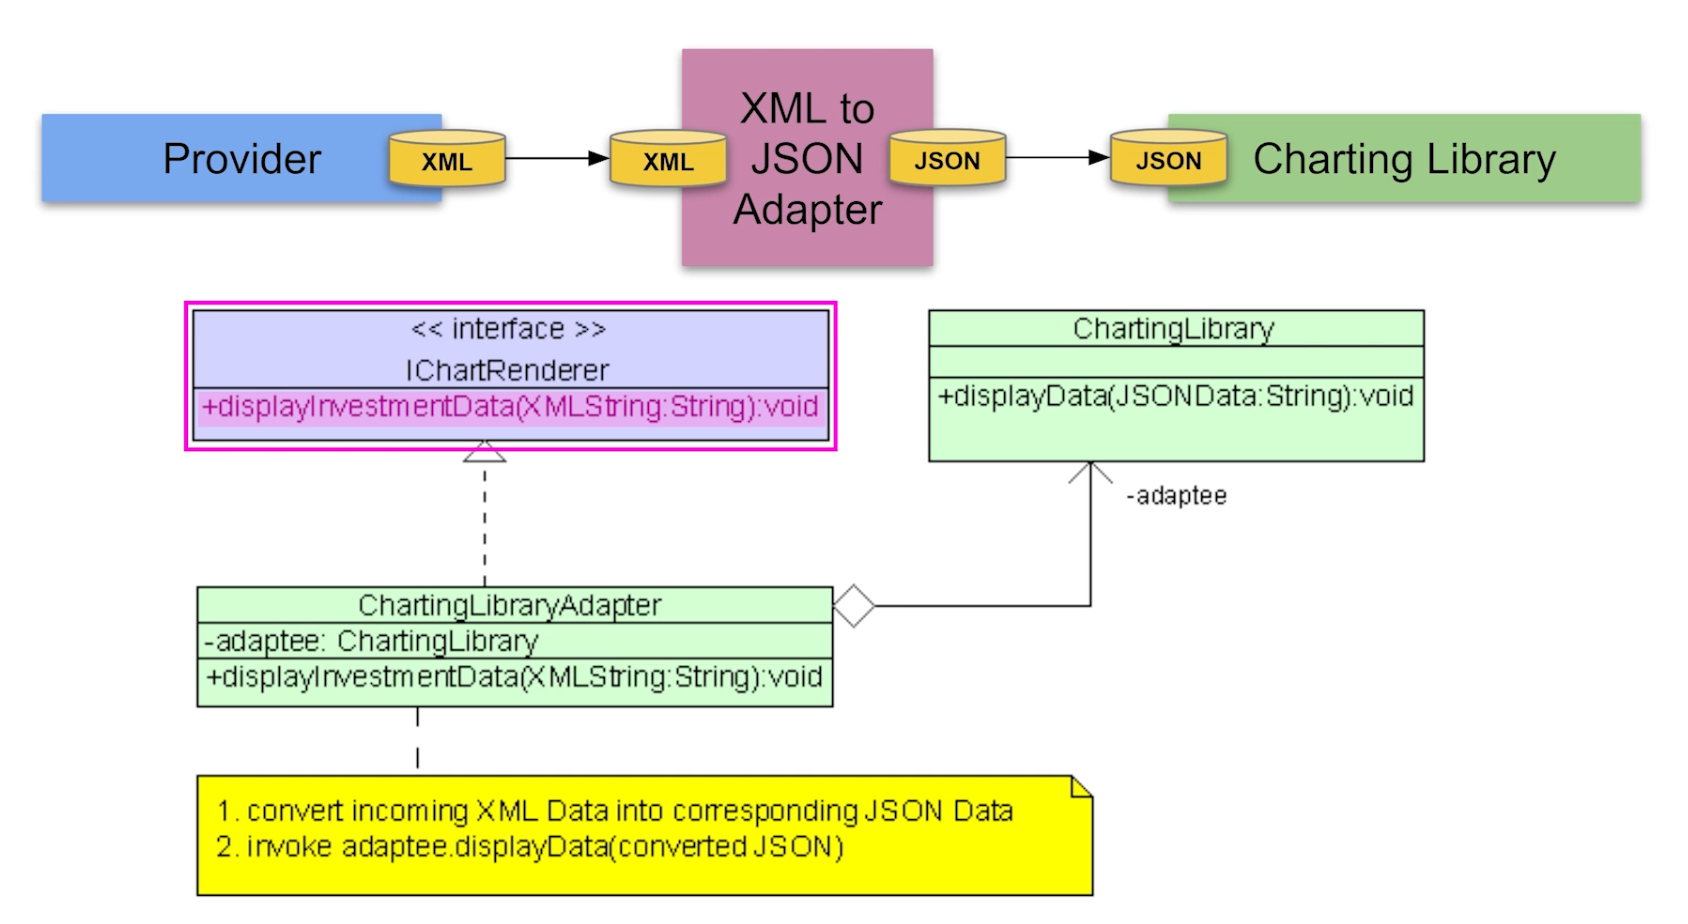 Provider
XML
XML
XML to
JSON
Adapter
JSON
JSON
Charting Library
<< interface >>
IChartRenderer
+displayInvestmentData(XMLString:String):void
ChartingLibrary
+displayData(JSONData:String):void
-adaptee
ChartingLibraryAdapter
-adaptee: ChartingLibrary
+displayInvestmentData(XMLString:String):void
1. convert incoming XML Data into corresponding JSON Data
2. invoke adaptee.displayData(converted JSON)